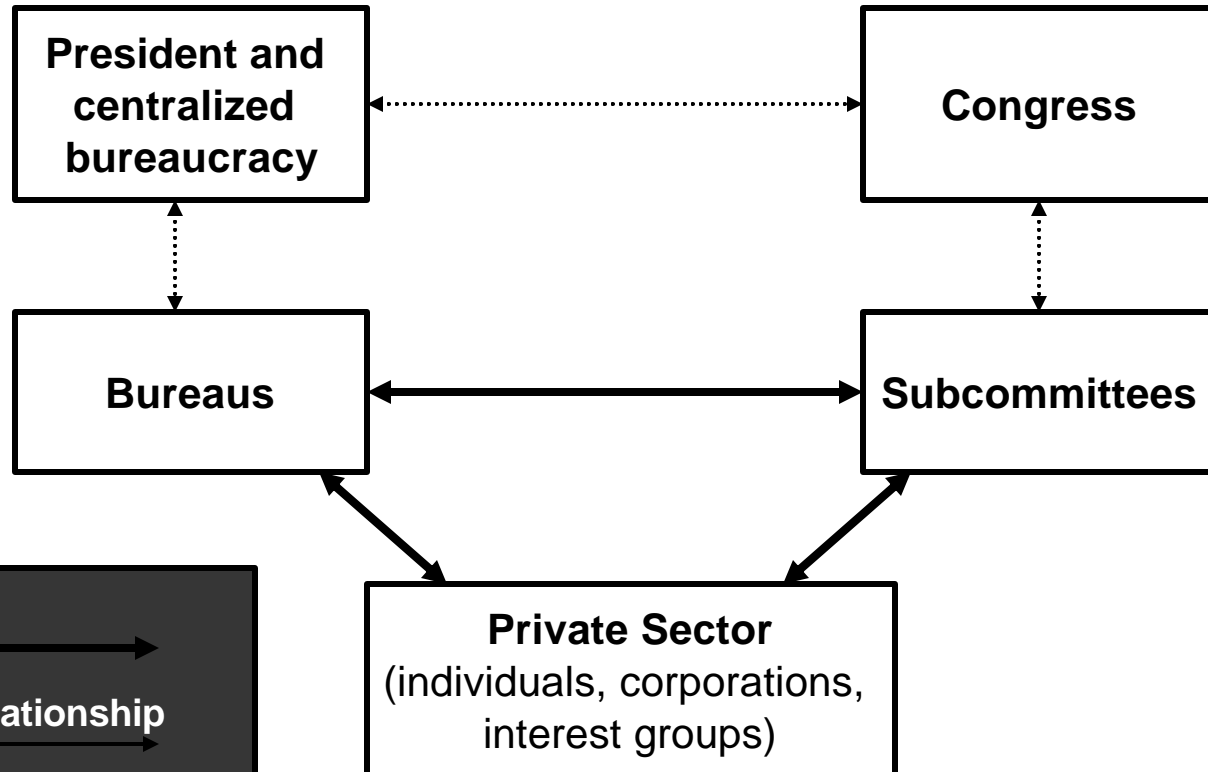 President and
centralized
bureaucracy
Congress
Bureaus
Subcommittees
Private Sector
(individuals, corporations,
interest groups)
ationship